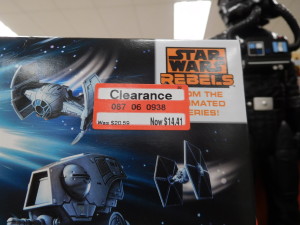 STAR
WARS
REBELS
FROM THE
ANIMATED
SERIES!
Clearance
087 06 0938
Was $20.59 Now $14.41